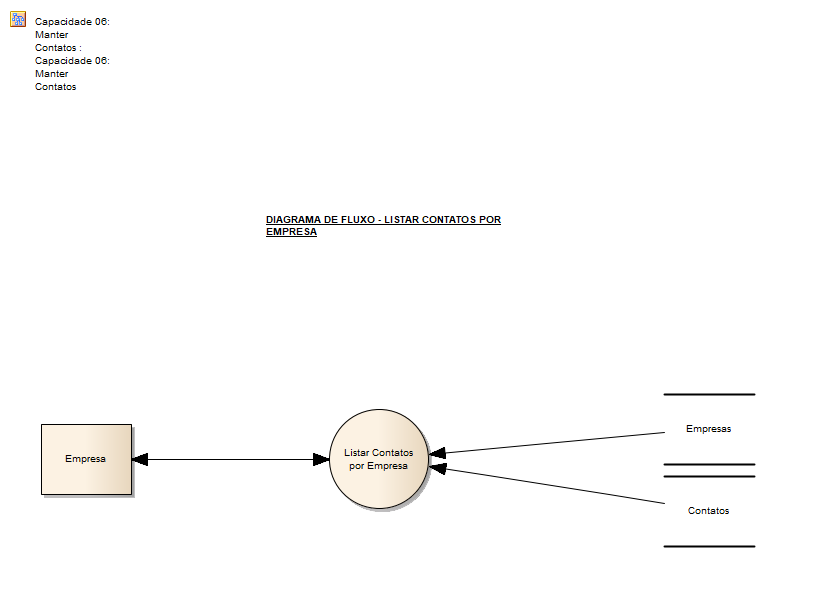 Capacidade 06:
Manter
Contatos :
Capacidade 06:
Manter
Contatos
DIAGRAMA DE FLUXO - LISTAR CONTATOS POR
EMPRESA
Empresa
Listar Contatos
por Empresa
Empresas
Contatos